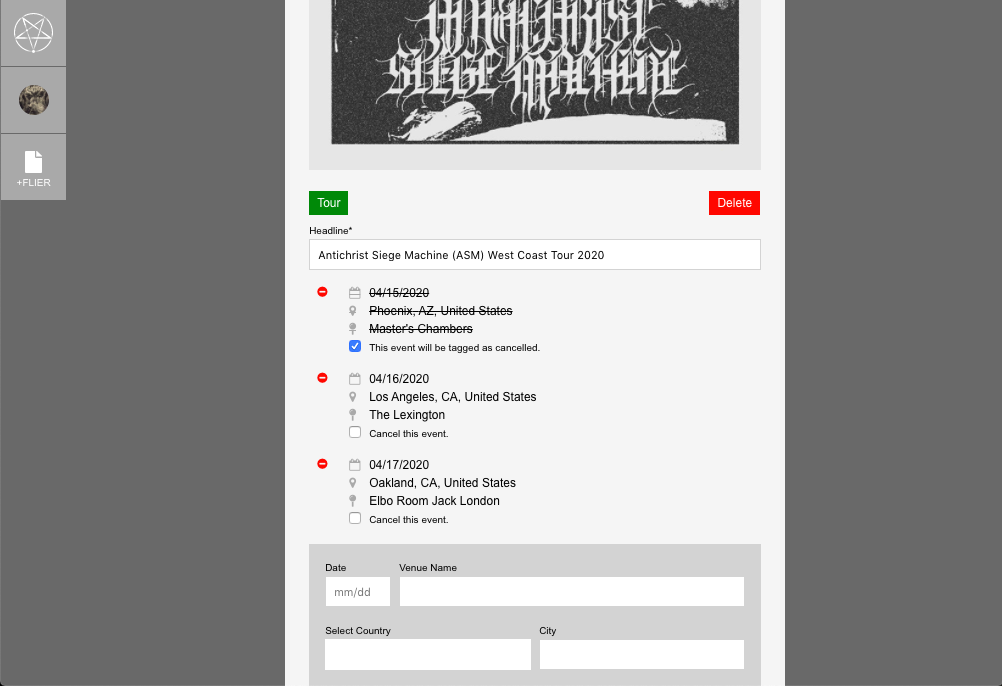 ANTICHRIST
SIEGE MACHINE
+FLIER
Tour
Delete
Headline*
Antichrist Siege Machine (ASM) West Coast Tour 2020
04/15/2020
Phoenix, AZ, United States
Master's Chambers
This event will be tagged as cancelled.
04/16/2020
Los Angeles, CA, United States
The Lexington
Cancel this event.
04/17/2020
Oakland, CA, United States
Elbo Room Jack London
Cancel this event.
Date
Venue Name
mm/dd
Select Country
City